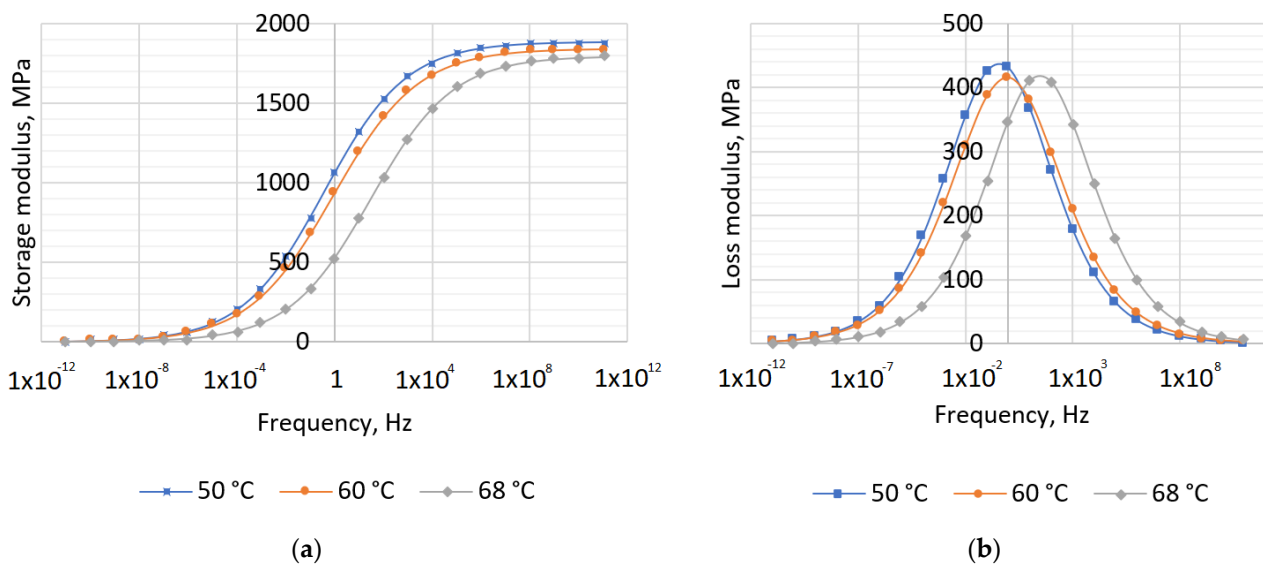 Storage modulus, MPa
2000
1500
1000
500
0
1x10⁻¹² 1x10⁻⁸ 1x10⁻⁴ 1 1x10⁴ 1x10⁸ 1x10¹²
Frequency, Hz
50 °C 60 °C 68 °C
(a)
Loss modulus, MPa
500
400
300
200
100
0
1x10⁻¹² 1x10⁻⁷ 1x10⁻² 1x10³ 1x10⁸
Frequency, Hz
50 °C 60 °C 68 °C
(b)